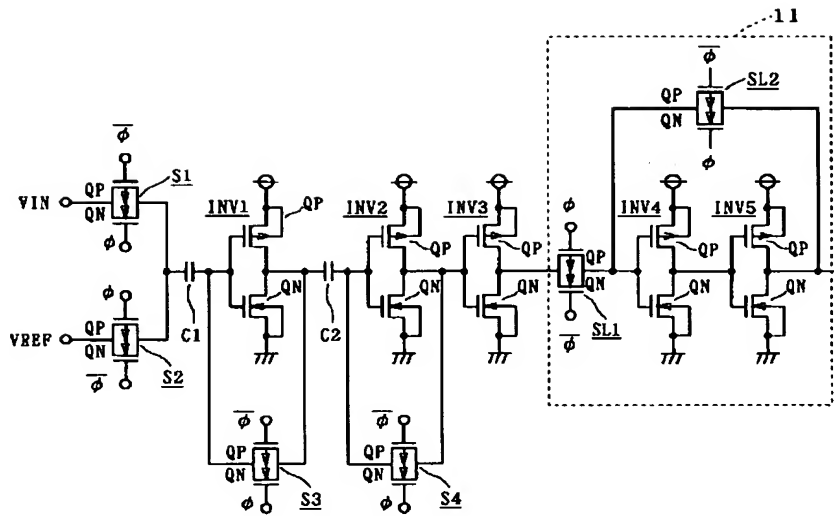 11
φ̅
SL2
QP
QN
φ
φ̅
S1
VIN
QP
QN
φ
INV1
QP
INV2
INV3
QP
QP
φ
INV4
INV5
QP
QP
QP
QN
φ
C1
QN
C2
QN
QN
QN
QN
VREF
QP
QN
S2
φ̅
SL1
φ̅
φ̅
QP
QN
S3
φ
φ̅
QP
QN
S4
φ